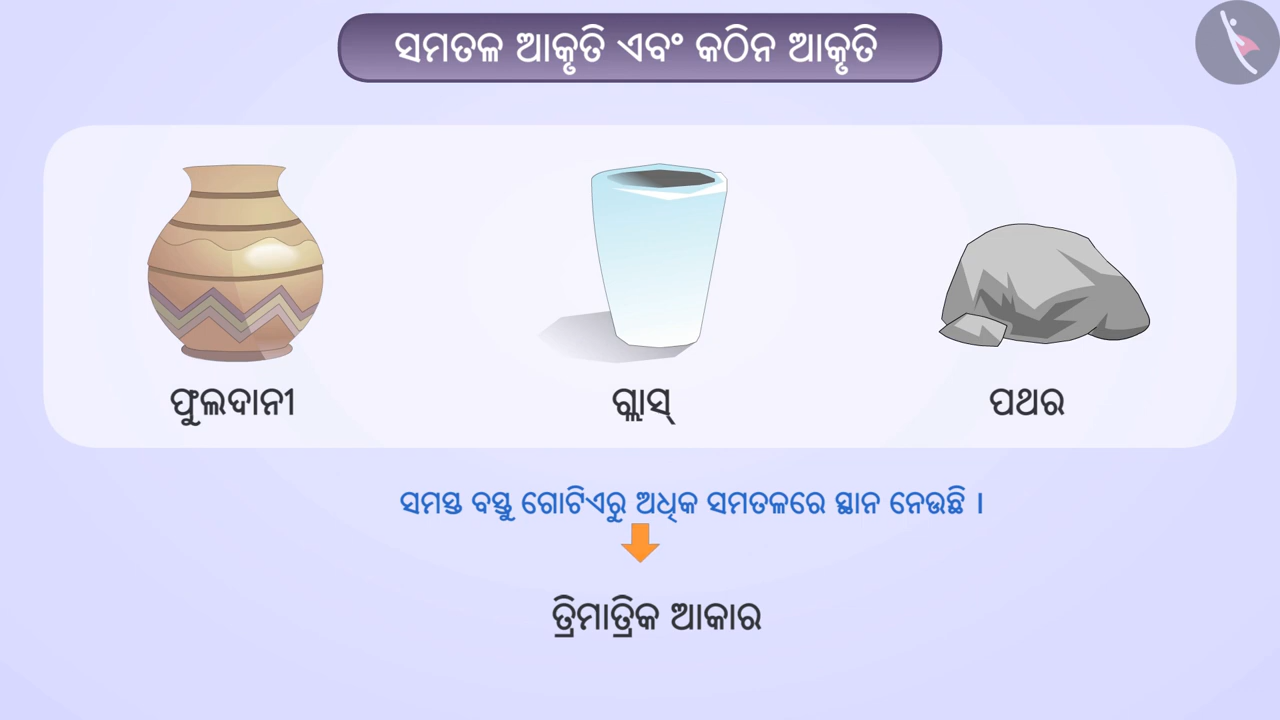 ସମତଳ ଆକୃତି ଏବଂ କଠିନ ଆକୃତି
ଫୁଲଦାନୀ
ଗ୍ଲାସ୍
ପଥର
ସମସ୍ତ ବସ୍ତୁ ଗୋଟିଏରୁ ଅଧିକ ସମତଳରେ ସ୍ଥାନ ନେଉଛି ।
ତ୍ରିମାତ୍ରିକ ଆକାର